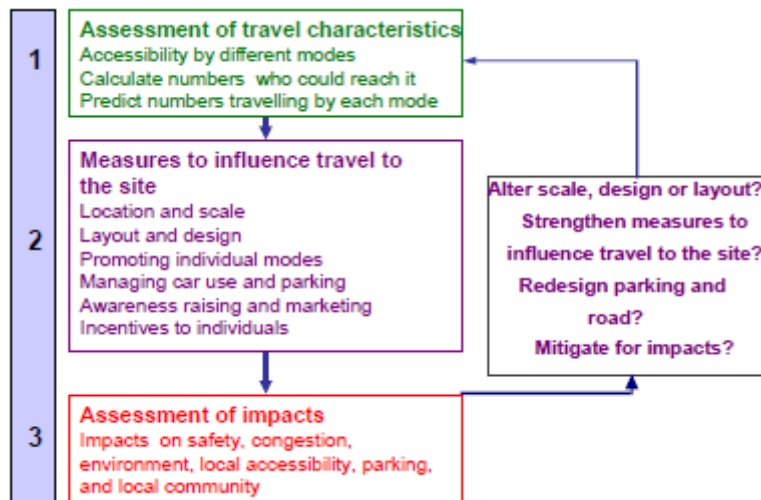 1
Assessment of travel characteristics
Accessibility by different modes
Calculate numbers who could reach it
Predict numbers travelling by each mode
2
Measures to influence travel to
the site
Location and scale
Layout and design
Promoting individual modes
Managing car use and parking
Awareness raising and marketing
Incentives to individuals
Alter scale, design or layout?
Strengthen measures to
influence travel to the site?
Redesign parking and
road?
Mitigate for impacts?
3
Assessment of impacts
Impacts on safety, congestion,
environment, local accessibility, parking,
and local community